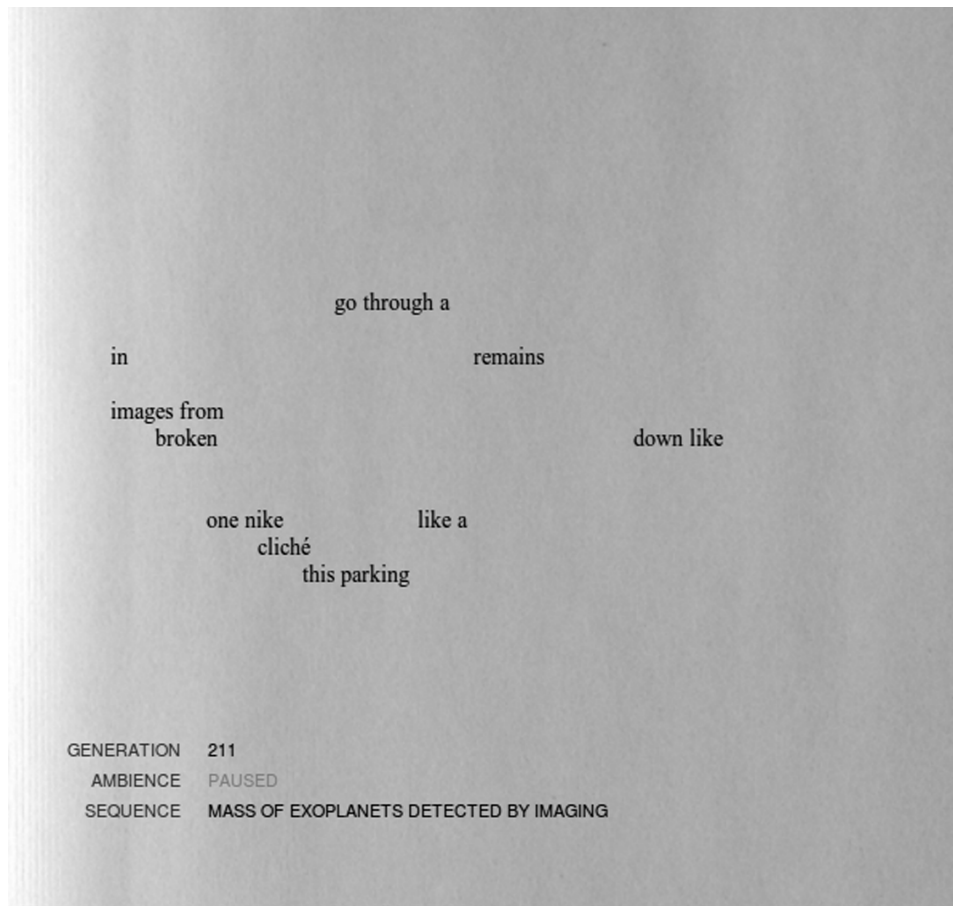 go through a
in remains
images from
broken down like
one nike like a
cliché
this parking
GENERATION 211
AMBIENCE PAUSED
SEQUENCE MASS OF EXOPLANETS DETECTED BY IMAGING